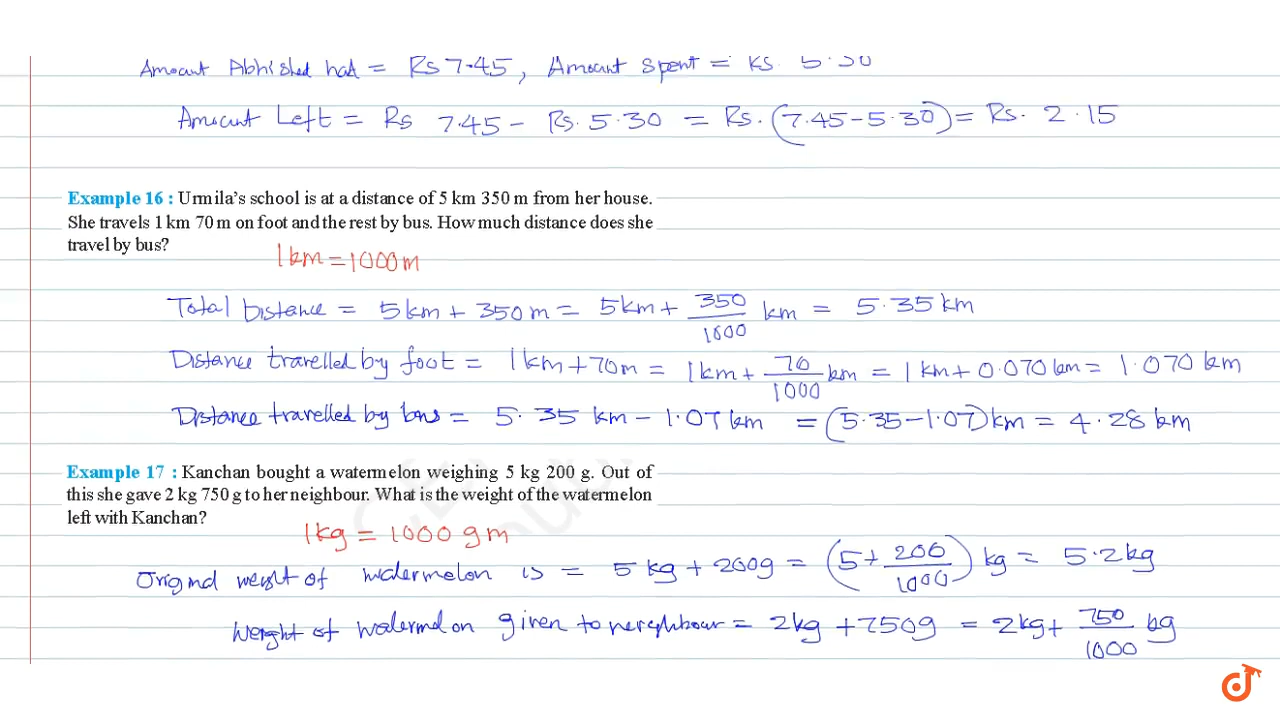 Amount Abhished had = Rs 7.45, Amount spent = Rs. 5.30
Amount Left = Rs 7.45 - Rs. 5.30 = Rs. (7.45-5.30) = Rs. 2.15
Example 16 : Urmila's school is at a distance of 5 km 350 m from her house.
She travels 1 km 70 m on foot and the rest by bus. How much distance does she
travel by bus?
1km = 1000m
Total Distance = 5km + 350m = 5km + 350/1000 km = 5.35 km
Distance travelled by foot = 1km + 70m = 1km + 70/1000 km = 1 km + 0.070 km = 1.070 km
Distance travelled by bus = 5.35 km - 1.07 km = (5.35-1.07) km = 4.28 km
Example 17 : Kanchan bought a watermelon weighing 5 kg 200 g. Out of
this she gave 2 kg 750 g to her neighbour. What is the weight of the watermelon
left with Kanchan?
1kg = 1000 gm
Original weight of watermelon is = 5 kg + 200g = (5 + 200/1000) kg = 5.2 kg
Weight of watermelon given to neighbour = 2kg + 750g = 2kg + 750/1000 kg